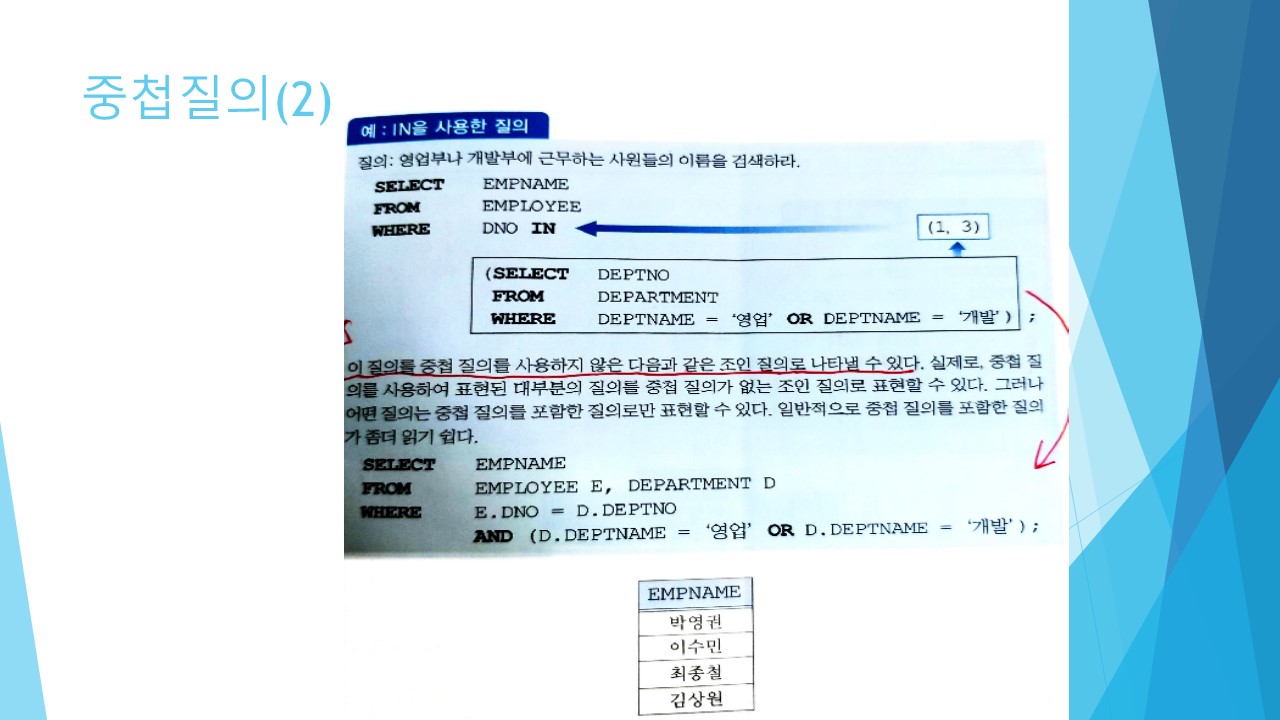 중첩질의(2)
예 : IN을 사용한 질의
질의: 영업부나 개발부에 근무하는 사원들의 이름을 검색하라.
SELECT EMPNAME
FROM EMPLOYEE
WHERE DNO IN (1, 3)
(SELECT DEPTNO
FROM DEPARTMENT
WHERE DEPTNAME = ‘영업’ OR DEPTNAME = ‘개발’) ;
이 질의를 중첩 질의를 사용하지 않은 다음과 같은 조인 질의로 나타낼 수 있다. 실제로, 중첩 질
의를 사용하여 표현된 대부분의 질의를 중첩 질의가 없는 조인 질의로 표현할 수 있다. 그러나
어떤 질의는 중첩 질의를 포함한 질의로만 표현할 수 있다. 일반적으로 중첩 질의를 포함한 질의
가 좀더 읽기 쉽다.
SELECT EMPNAME
FROM EMPLOYEE E, DEPARTMENT D
WHERE E.DNO = D.DEPTNO
AND (D.DEPTNAME = ‘영업’ OR D.DEPTNAME = ‘개발’);
EMPNAME
박영권
이수민
최종철
김상원